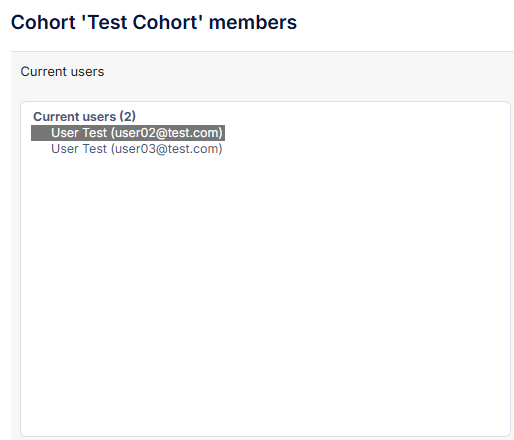 Cohort 'Test Cohort' members
Current users
Current users (2)
User Test (user02@test.com)
User Test (user03@test.com)